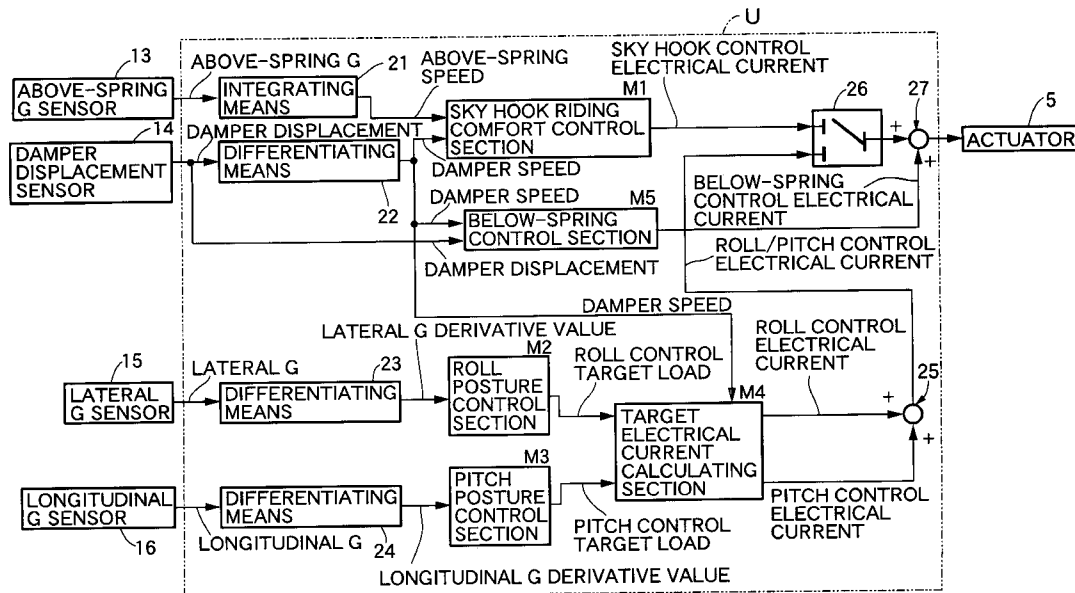 U
13
ABOVE-SPRING G
21
ABOVE-SPRING
SPEED
SKY HOOK CONTROL
ELECTRICAL CURRENT
ABOVE-SPRING
G SENSOR
INTEGRATING
MEANS
M1
26
27
5
14
DAMPER DISPLACEMENT
SKY HOOK RIDING
COMFORT CONTROL
SECTION
+
ACTUATOR
DAMPER
DISPLACEMENT
SENSOR
DIFFERENTIATING
MEANS
DAMPER SPEED
+
22
DAMPER SPEED
M5
BELOW-SPRING
CONTROL ELECTRICAL
CURRENT
BELOW-SPRING
CONTROL SECTION
DAMPER DISPLACEMENT
ROLL/PITCH CONTROL
ELECTRICAL CURRENT
DAMPER SPEED
LATERAL G DERIVATIVE VALUE
15
LATERAL G
23
M2
ROLL CONTROL
TARGET LOAD
ROLL CONTROL
ELECTRICAL
CURRENT
25
LATERAL
G SENSOR
DIFFERENTIATING
MEANS
ROLL
POSTURE
CONTROL
SECTION
M4
+
TARGET
ELECTRICAL
CURRENT
CALCULATING
SECTION
+
M3
LONGITUDINAL
G SENSOR
DIFFERENTIATING
MEANS
PITCH
POSTURE
CONTROL
SECTION
PITCH CONTROL
ELECTRICAL
CURRENT
16
LONGITUDINAL G
24
PITCH CONTROL
TARGET LOAD
LONGITUDINAL G DERIVATIVE VALUE